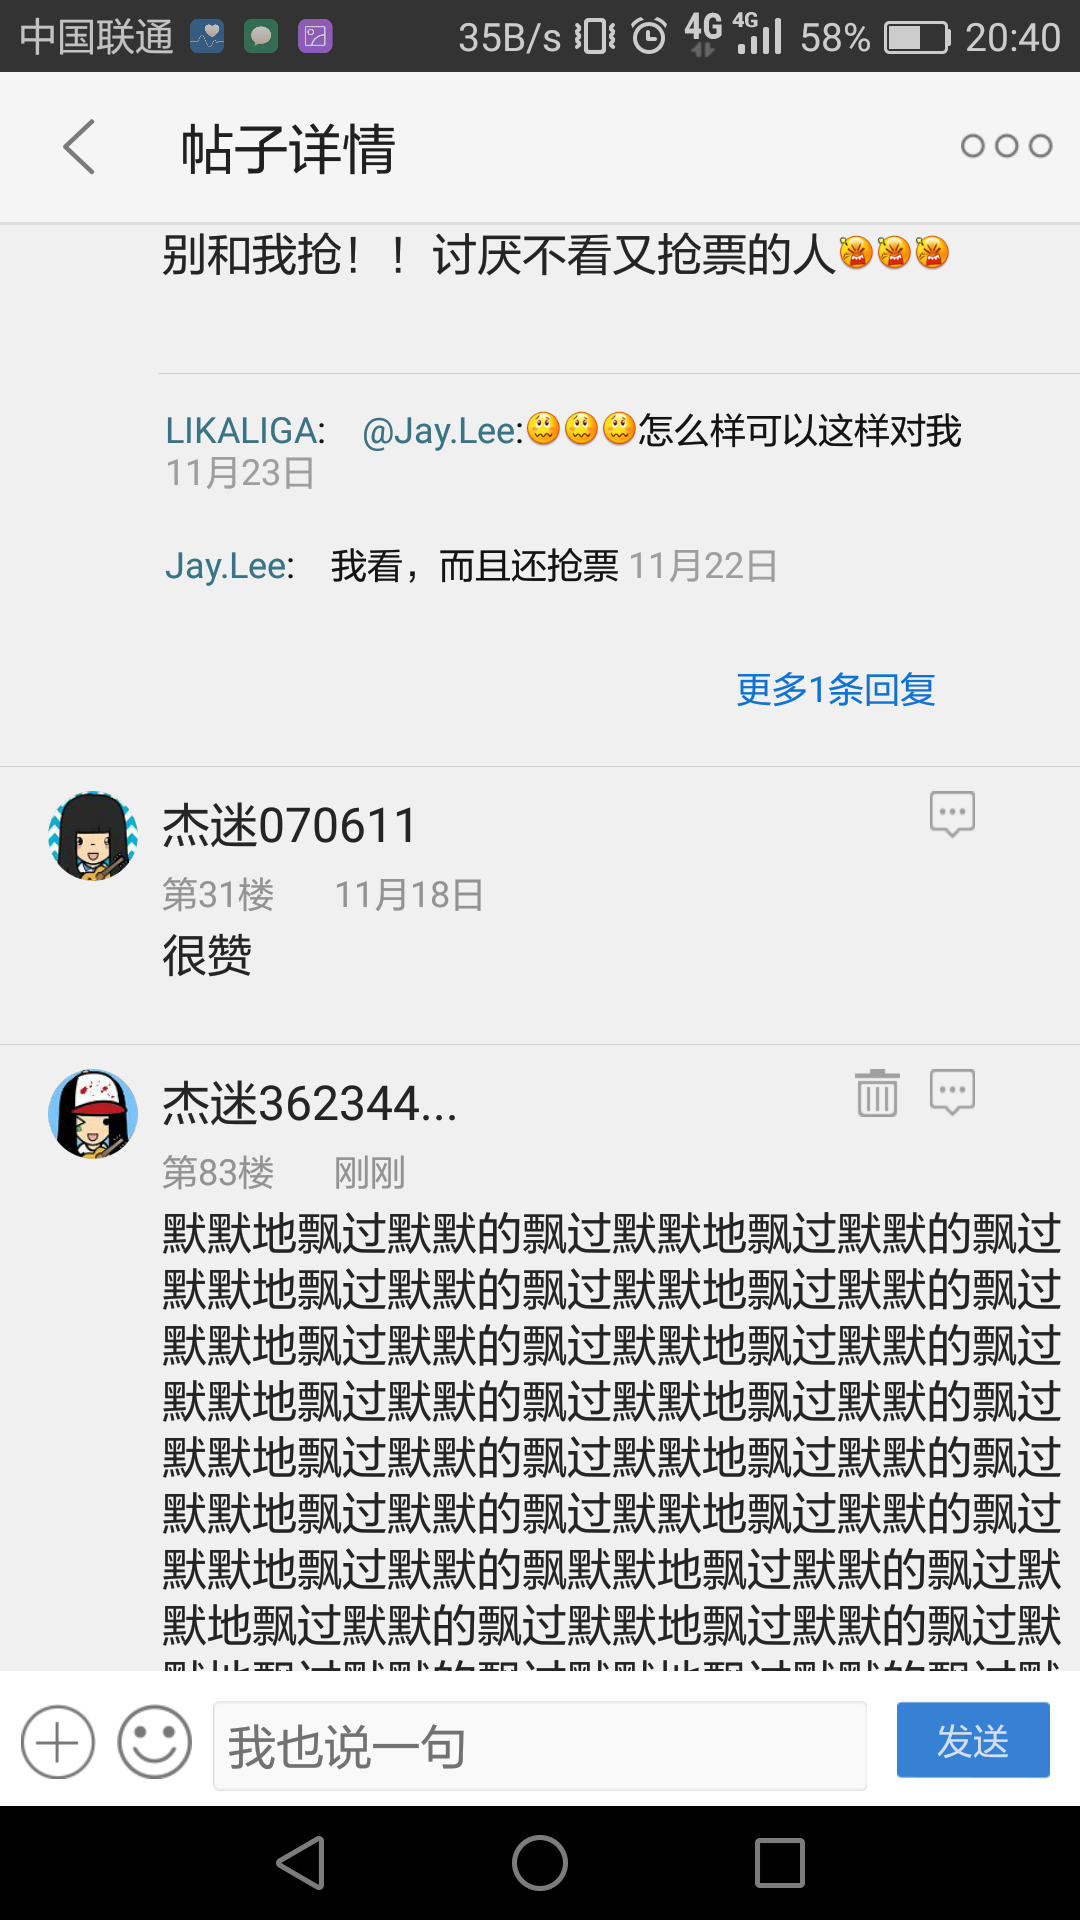 中国联通 35B/s 4G 4G 58% 20:40
帖子详情
别和我抢！！讨厌不看又抢票的人
LIKALIGA: @Jay.Lee:怎么样可以这样对我
11月23日
Jay.Lee: 我看，而且还抢票 11月22日
更多1条回复
杰迷070611
第31楼 11月18日
很赞
杰迷362344...
第83楼 刚刚
默默地飘过默默的飘过默默地飘过默默的飘过
默默地飘过默默的飘过默默地飘过默默的飘过
默默地飘过默默的飘过默默地飘过默默的飘过
默默地飘过默默的飘过默默地飘过默默的飘过
默默地飘过默默的飘过默默地飘过默默的飘过
默默地飘过默默的飘过默默地飘过默默的飘过
默默地飘过默默的飘默默地飘过默默的飘过默
默地飘过默默的飘过默默地飘过默默的飘过默
我也说一句
发送